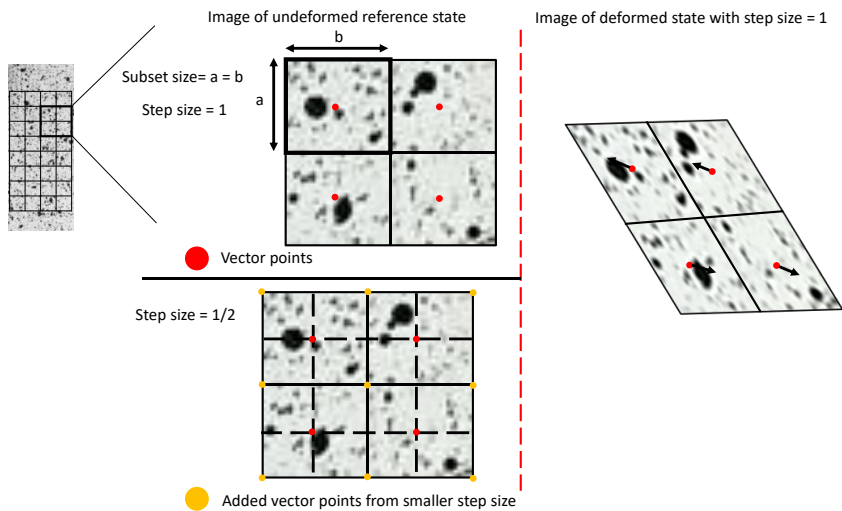 Image of undeformed reference state
Image of deformed state with step size = 1
b
Subset size= a = b
a
Step size = 1
Vector points
Step size = 1/2
Added vector points from smaller step size